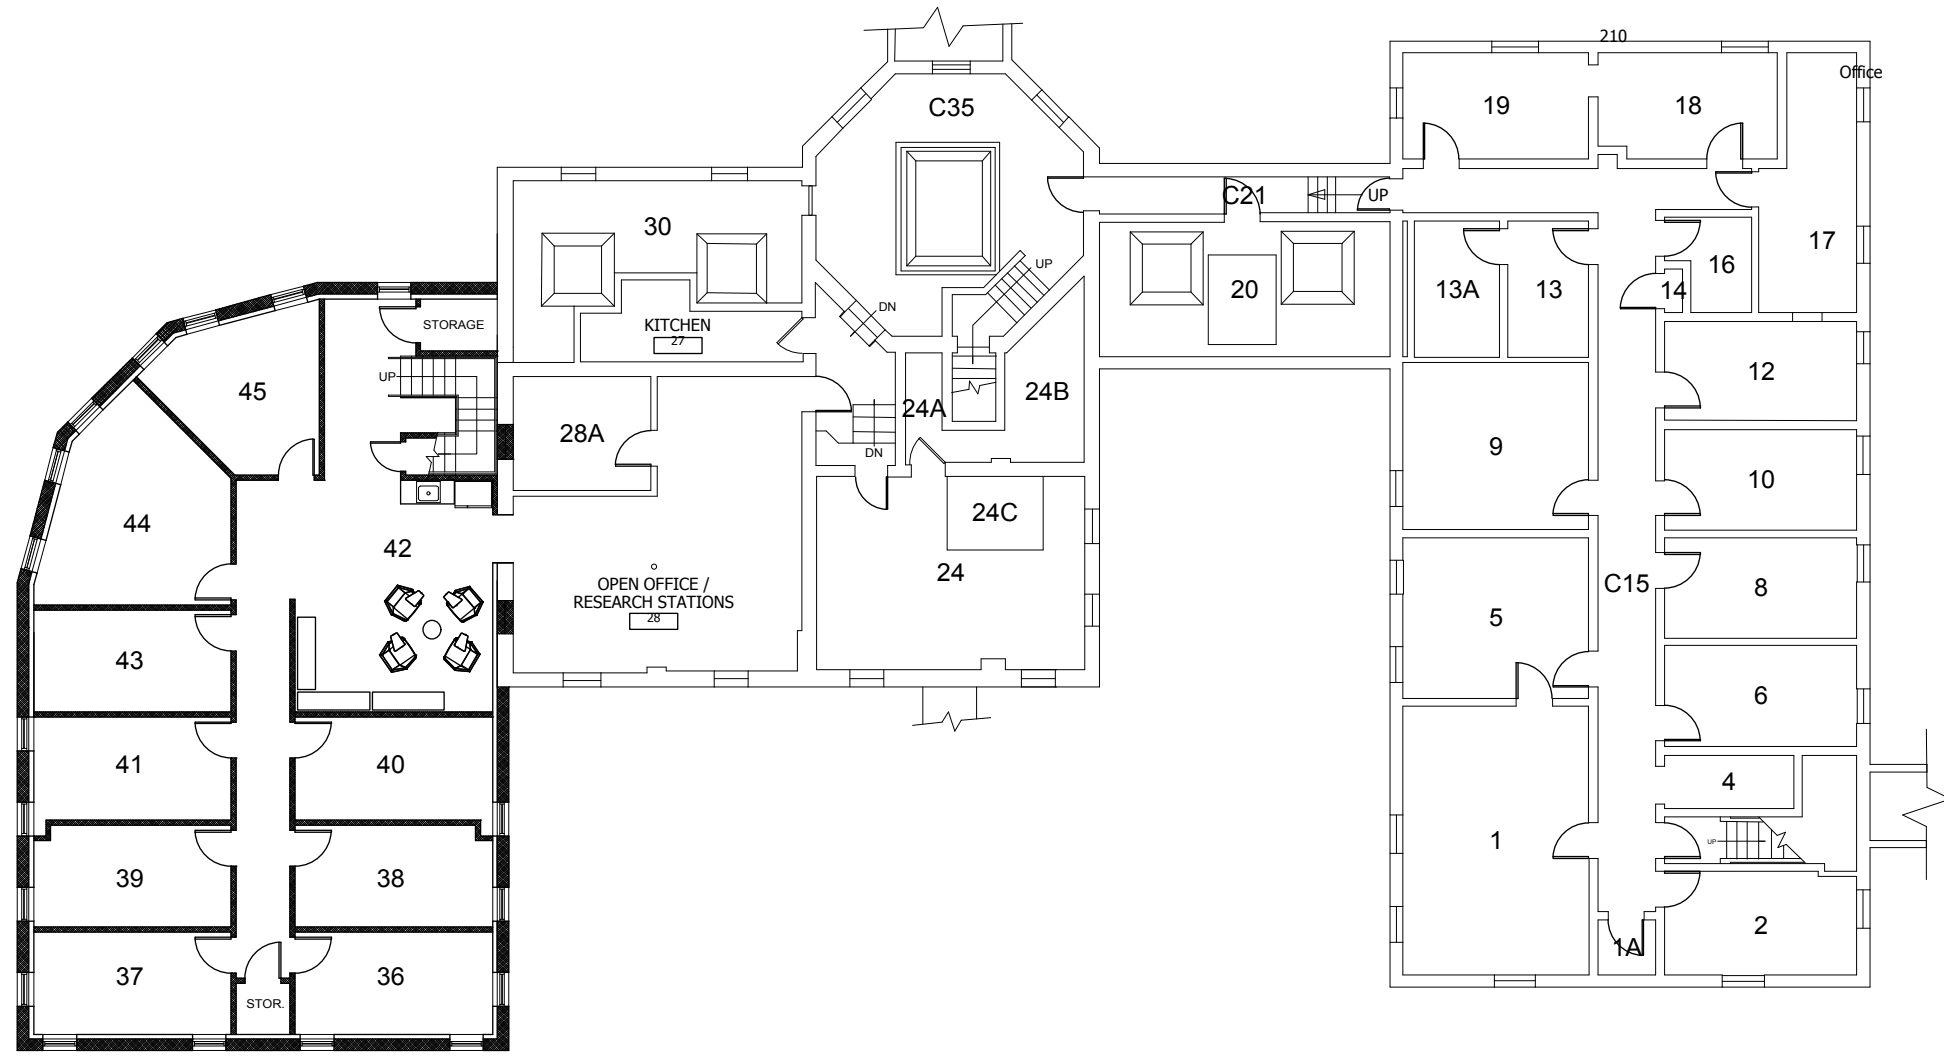 210
Office
C35
19
18
C21
UP
30
17
UP
16
13A
13
14
20
DN
STORAGE
KITCHEN
27
12
UP
45
24A
24B
28A
9
DN
10
44
24C
42
24
OPEN OFFICE /
RESEARCH STATIONS
28
C15
8
5
43
6
41
40
4
1
UP
39
38
2
1A
37
36
STOR.